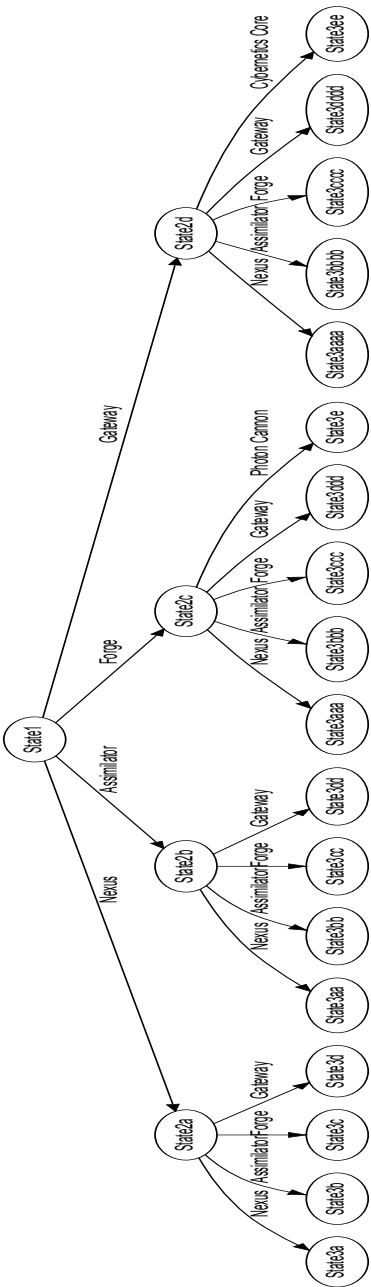 State1
Nexus
Assimilator
Forge
Gateway
State2a
State2b
State2c
State2d
Nexus
Assimilator
Forge
Gateway
Nexus
Assimilator
Forge
Gateway
Nexus
Assimilator
Forge
Gateway
Photon Cannon
Nexus
Assimilator
Forge
Gateway
Cybernetics Core
State3a
State3b
State3c
State3d
State3aa
State3bb
State3cc
State3dd
State3aaa
State3bbb
State3ccc
State3ddd
State3e
State3aaaa
State3bbbb
State3cccc
State3dddd
State3ee